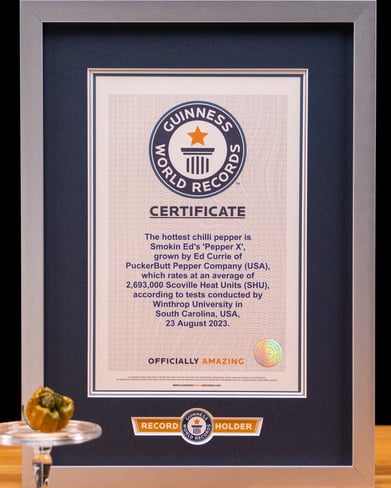 GUINNESS
WORLD RECORDS
CERTIFICATE
The hottest chilli pepper is
Smokin Ed's 'Pepper X',
grown by Ed Currie of
PuckerButt Pepper Company (USA),
which rates at an average of
2,693,000 Scoville Heat Units (SHU),
according to tests conducted by
Winthrop University in
South Carolina, USA,
23 August 2023.
OFFICIALLY AMAZING
RECORD HOLDER